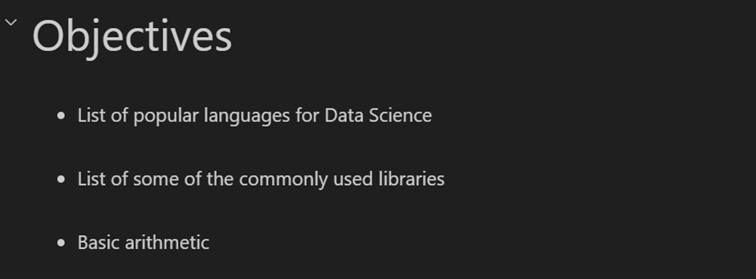 Objectives
• List of popular languages for Data Science
• List of some of the commonly used libraries
• Basic arithmetic